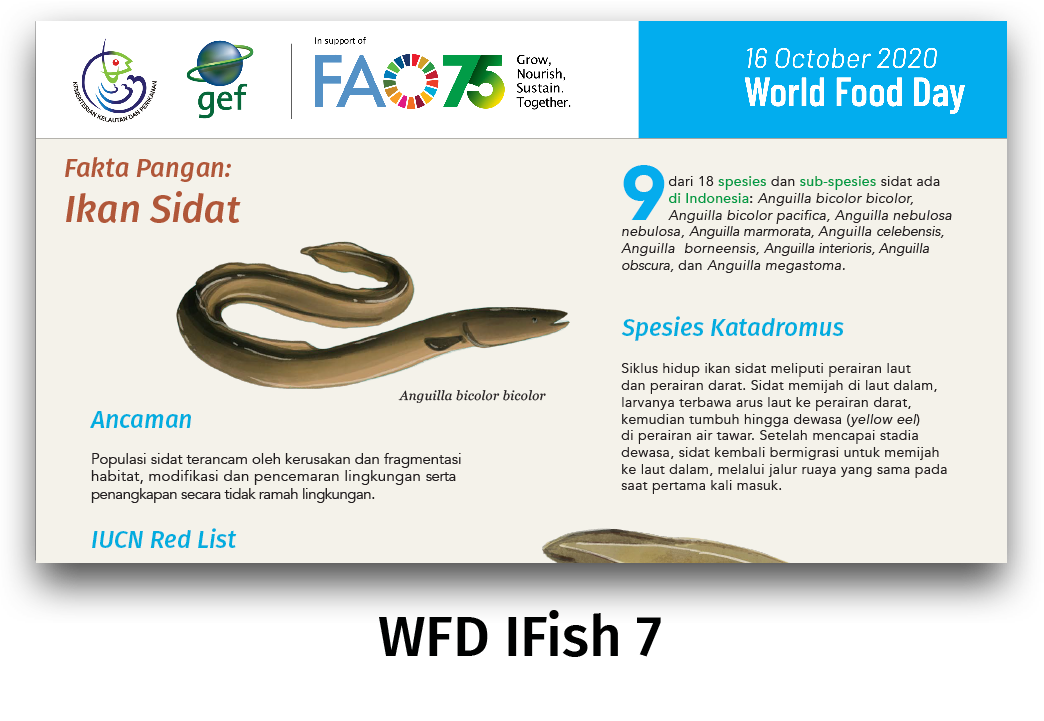 KEMENTERIAN KELAUTAN DAN PERIKANAN
gef
In support of
FAO75
Grow,
Nourish,
Sustain.
Together.
16 October 2020
World Food Day
Fakta Pangan:
Ikan Sidat
Anguilla bicolor bicolor
Ancaman
Populasi sidat terancam oleh kerusakan dan fragmentasi
habitat, modifikasi dan pencemaran lingkungan serta
penangkapan secara tidak ramah lingkungan.
IUCN Red List
9 dari 18 spesies dan sub-spesies sidat ada
di Indonesia: Anguilla bicolor bicolor,
Anguilla bicolor pacifica, Anguilla nebulosa
nebulosa, Anguilla marmorata, Anguilla celebensis,
Anguilla borneensis, Anguilla interioris, Anguilla
obscura, dan Anguilla megastoma.
Spesies Katadromus
Siklus hidup ikan sidat meliputi perairan laut
dan perairan darat. Sidat memijah di laut dalam,
larvanya terbawa arus laut ke perairan darat,
kemudian tumbuh hingga dewasa (yellow eel)
di perairan air tawar. Setelah mencapai stadia
dewasa, sidat kembali bermigrasi untuk memijah
ke laut dalam, melalui jalur ruaya yang sama pada
saat pertama kali masuk.
WFD IFish 7